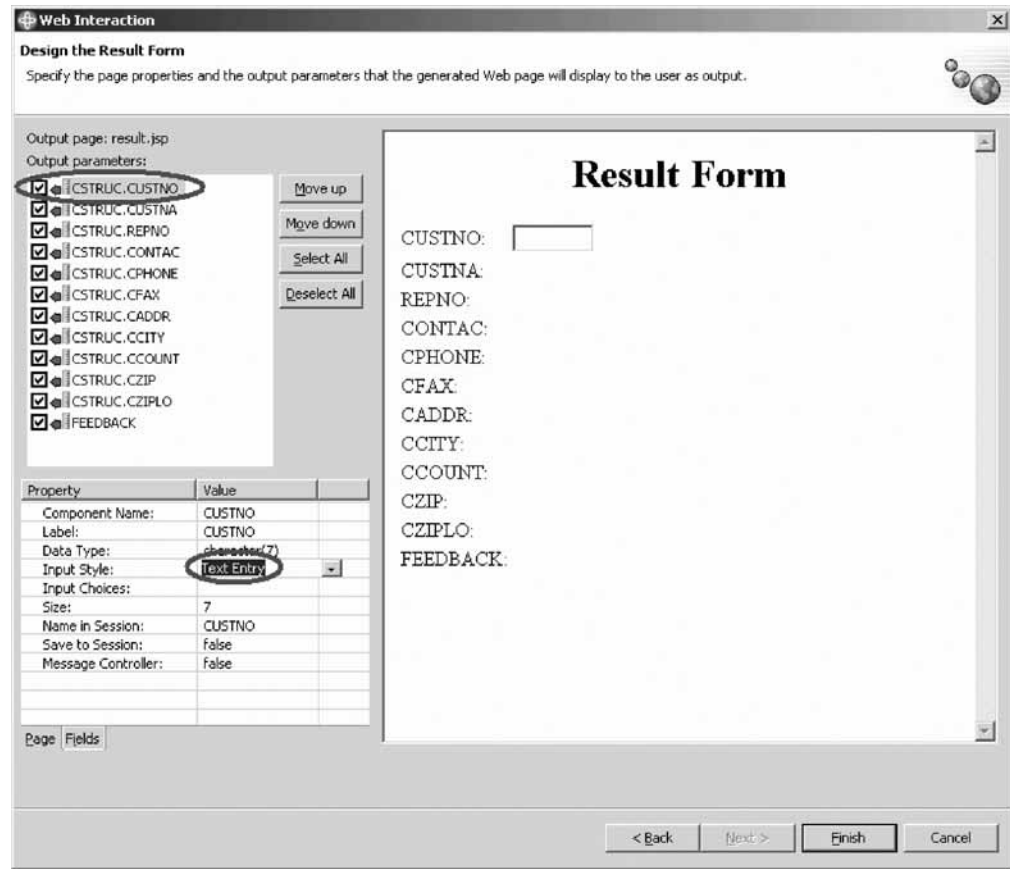 Web Interaction
Design the Result Form
Specify the page properties and the output parameters that the generated Web page will display to the user as output.
Output page: result.jsp
Output parameters:
CSTRUC.CUSTNO
CSTRUC.CUSTNA
CSTRUC.REPNO
CSTRUC.CONTAC
CSTRUC.CPHONE
CSTRUC.CFAX
CSTRUC.CADDR
CSTRUC.CCITY
CSTRUC.CCOUNT
CSTRUC.CZIP
CSTRUC.CZIPLO
FEEDBACK
Move up
Move down
Select All
Deselect All
Property Value
Component Name: CUSTNO
Label: CUSTNO
Data Type: character(7)
Input Style: Text Entry
Input Choices:
Size: 7
Name in Session: CUSTNO
Save to Session: false
Message Controller: false
Page Fields
Result Form
CUSTNO:
CUSTNA:
REPNO:
CONTAC:
CPHONE:
CFAX:
CADDR:
CCITY:
CCOUNT:
CZIP:
CZIPLO:
FEEDBACK:
< Back Next > Finish Cancel